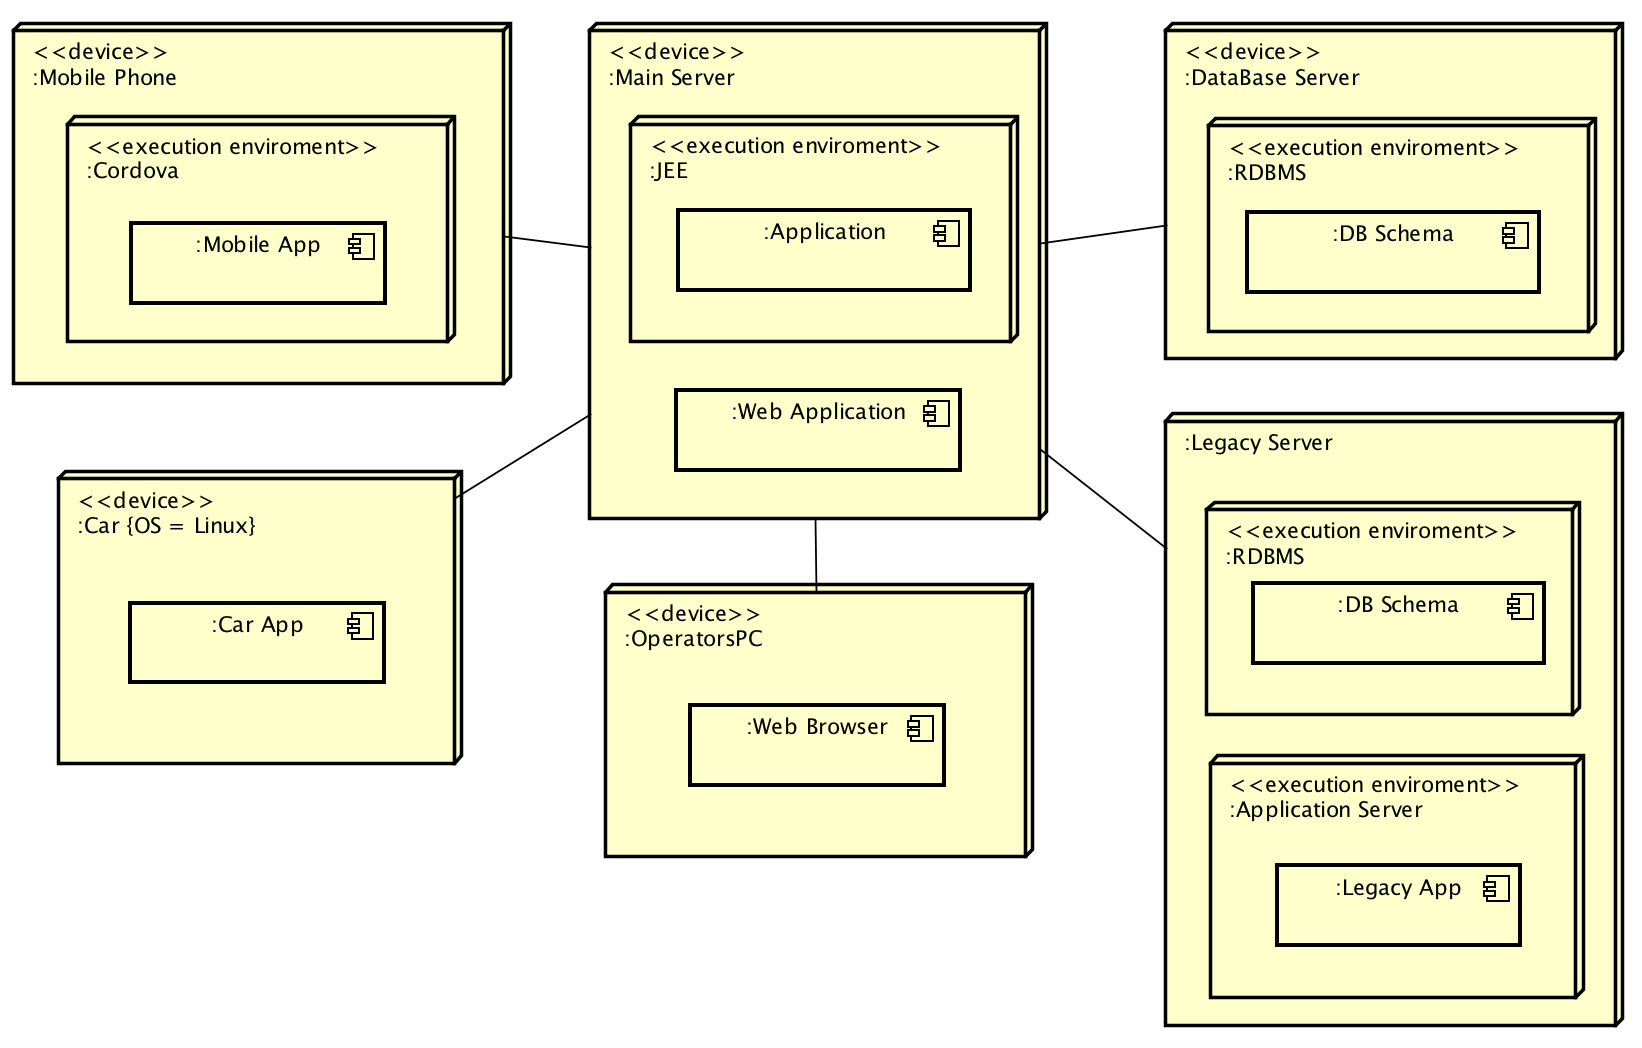 <<device>>
:Mobile Phone
<<execution enviroment>>
:Cordova
:Mobile App
<<device>>
:Main Server
<<execution enviroment>>
:JEE
:Application
:Web Application
<<device>>
:DataBase Server
<<execution enviroment>>
:RDBMS
:DB Schema
<<device>>
:Car {OS = Linux}
:Car App
<<device>>
:OperatorsPC
:Web Browser
:Legacy Server
<<execution enviroment>>
:RDBMS
:DB Schema
<<execution enviroment>>
:Application Server
:Legacy App